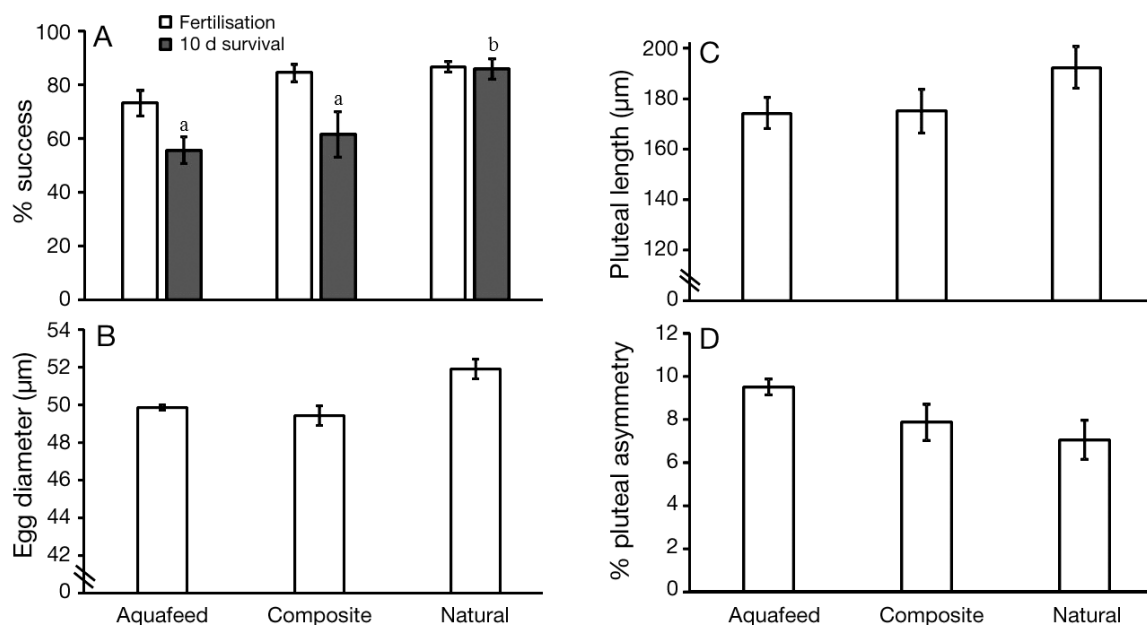 A
Fertilisation
10 d survival
% success
100
80
60
40
20
0
a
a
b
B
Egg diameter (µm)
54
52
50
48
46
44
42
0
Aquafeed
Composite
Natural
C
Pluteal length (µm)
200
180
160
140
120
0
D
% pluteal asymmetry
12
10
8
6
4
2
0
Aquafeed
Composite
Natural